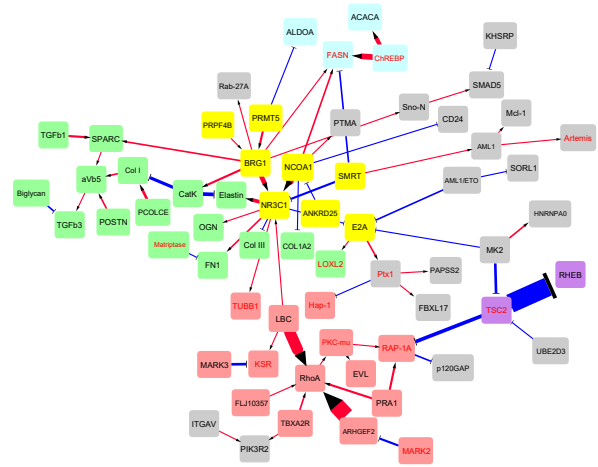 ACACA
ALDOA
KHSRP
FASN
ChREBP
Rab-27A
SMAD5
Sno-N
PRPF4B
PRMT5
PTMA
CD24
Mcl-1
TGFb1
SPARC
AML1
Artemis
BRG1
NCOA1
aVb5
Col I
SMRT
AML1/ETO
SORL1
Biglycan
CatK
Elastin
NR3C1
PCOLCE
TGFb3
POSTN
OGN
ANKRD25
E2A
HNRNPA0
Matriptase
FN1
Col III
COL1A2
LOXL2
MK2
Plx1
PAPSS2
RHEB
TUBB1
LBC
Hap-1
FBXL17
TSC2
PKC-mu
RAP-1A
UBE2D3
MARK3
KSR
RhoA
EVL
p120GAP
FLJ10357
PRA1
ITGAV
TBXA2R
ARHGEF2
PIK3R2
MARK2